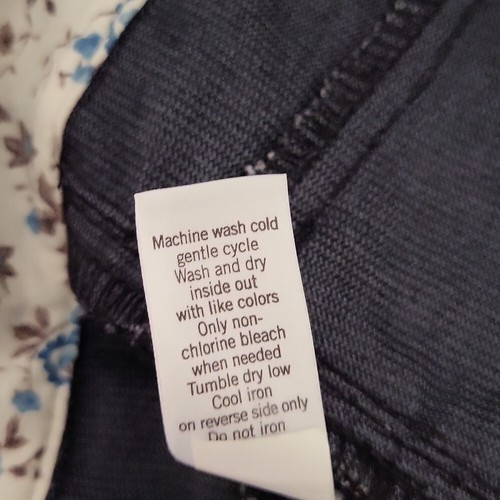 Machine wash cold
gentle cycle
Wash and dry
inside out
with like colors
Only non-
chlorine bleach
when needed
Tumble dry low
Cool iron
on reverse side only
Do not iron